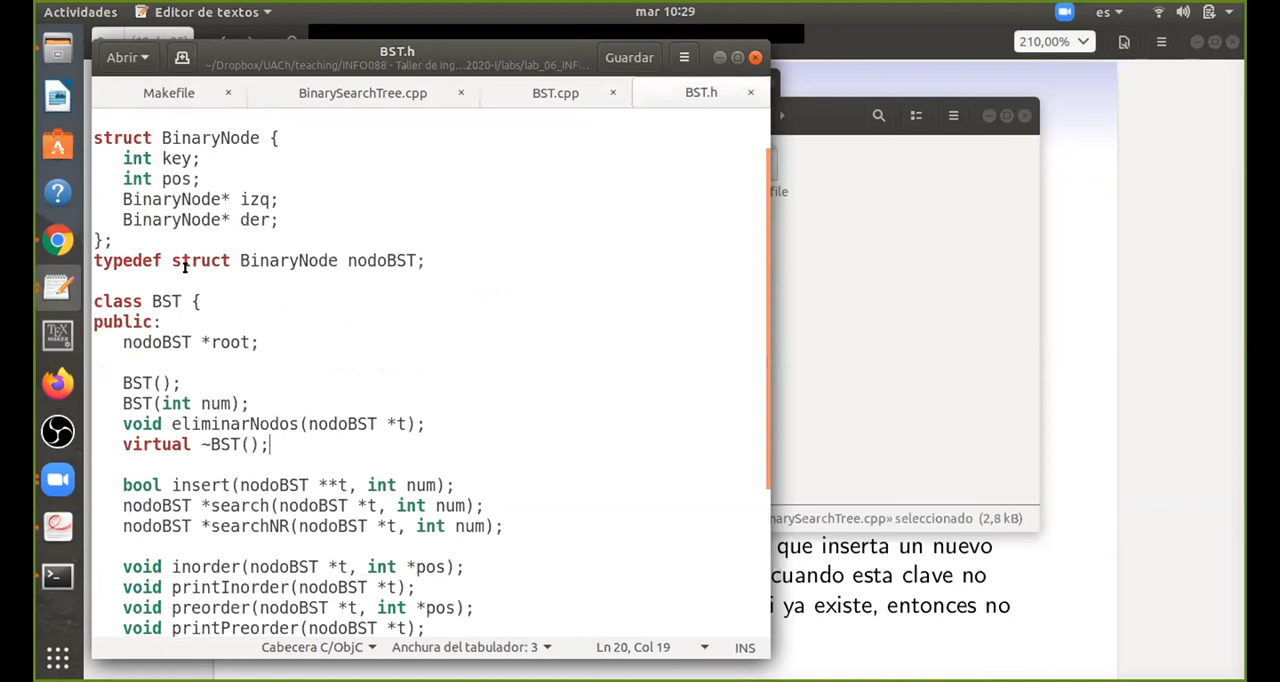 Actividades
Editor de textos
mar 10:29
es
210,00%
Abrir
BST.h
~/Dropbox/UACh/teaching/INFO088 - Taller de Ing...2020-I/labs/lab_06_INF...
Guardar
Makefile
BinarySearchTree.cpp
BST.cpp
BST.h
struct BinaryNode {
int key;
int pos;
BinaryNode* izq;
BinaryNode* der;
};
typedef struct BinaryNode nodoBST;
class BST {
public:
nodoBST *root;
BST();
BST(int num);
void eliminarNodos(nodoBST *t);
virtual ~BST();
bool insert(nodoBST **t, int num);
nodoBST *search(nodoBST *t, int num);
nodoBST *searchNR(nodoBST *t, int num);
void inorder(nodoBST *t, int *pos);
void printInorder(nodoBST *t);
void preorder(nodoBST *t, int *pos);
void printPreorder(nodoBST *t);
Cabecera C/ObjC
Anchura del tabulador: 3
Ln 20, Col 19
INS
file
narySearchTree.cpp» seleccionado (2,8 kB)
que inserta un nuevo
cuando esta clave no
i ya existe, entonces no
TEX